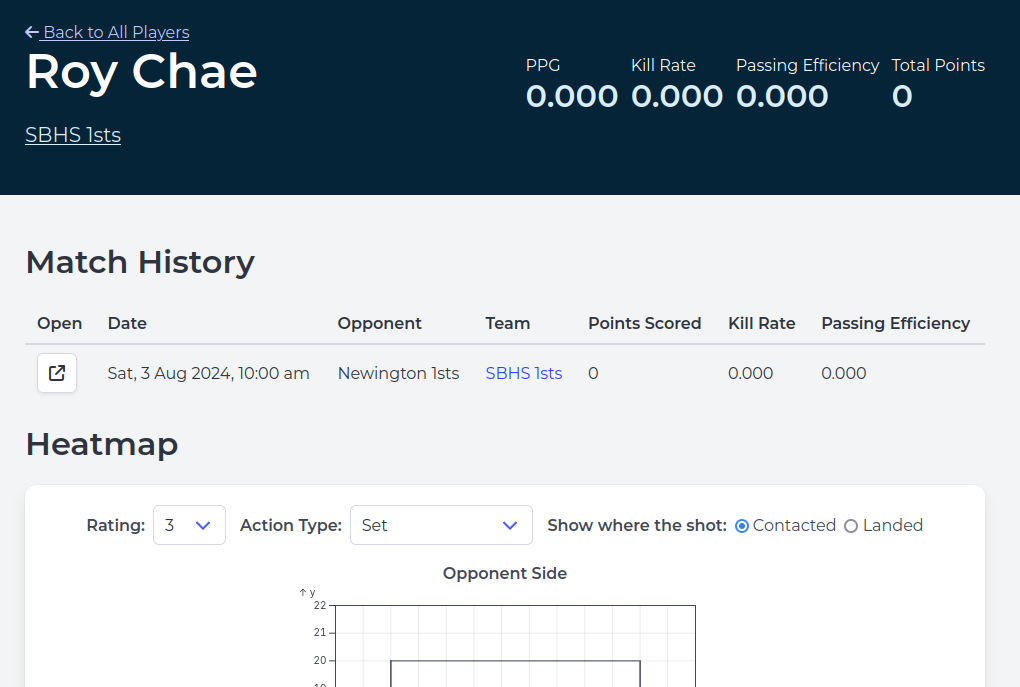 ← Back to All Players
Roy Chae
SBHS 1sts
PPG Kill Rate Passing Efficiency Total Points
0.000 0.000 0.000 0
Match History
Open Date Opponent Team Points Scored Kill Rate Passing Efficiency
Sat, 3 Aug 2024, 10:00 am Newington 1sts SBHS 1sts 0 0.000 0.000
Heatmap
Rating: 3 Action Type: Set Show where the shot: Contacted Landed
Opponent Side
↑ y
22
21
20
19